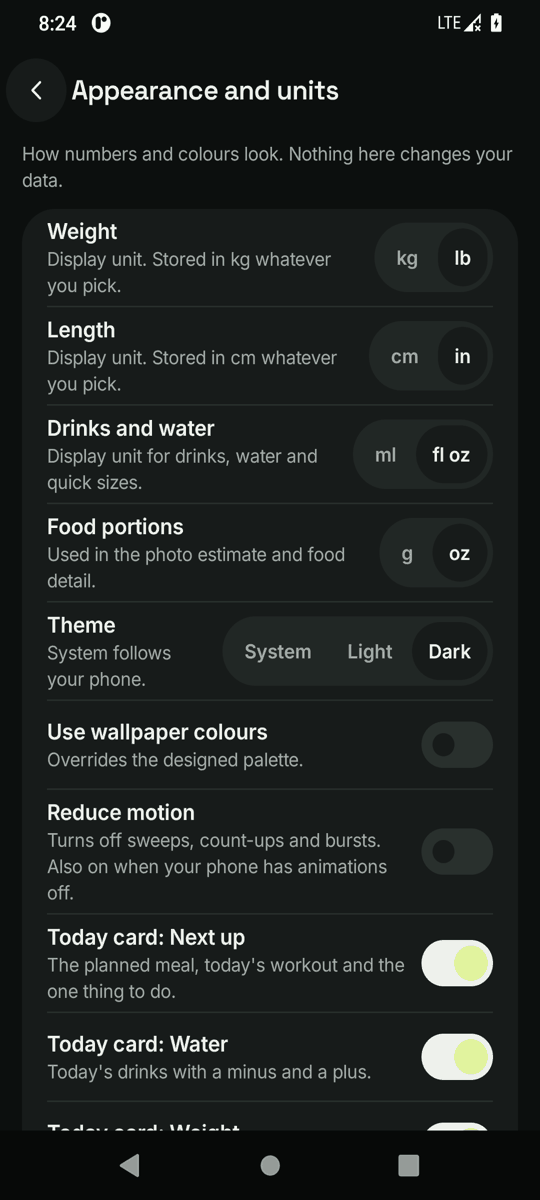 8:24
LTE
Appearance and units
How numbers and colours look. Nothing here changes your
data.
Weight
Display unit. Stored in kg whatever
you pick.
kg
lb
Length
Display unit. Stored in cm whatever
you pick.
cm
in
Drinks and water
Display unit for drinks, water and
quick sizes.
ml
fl oz
Food portions
Used in the photo estimate and food
detail.
g
oz
Theme
System follows
your phone.
System
Light
Dark
Use wallpaper colours
Overrides the designed palette.
Reduce motion
Turns off sweeps, count-ups and bursts.
Also on when your phone has animations
off.
Today card: Next up
The planned meal, today's workout and the
one thing to do.
Today card: Water
Today's drinks with a minus and a plus.
Today card: Weight